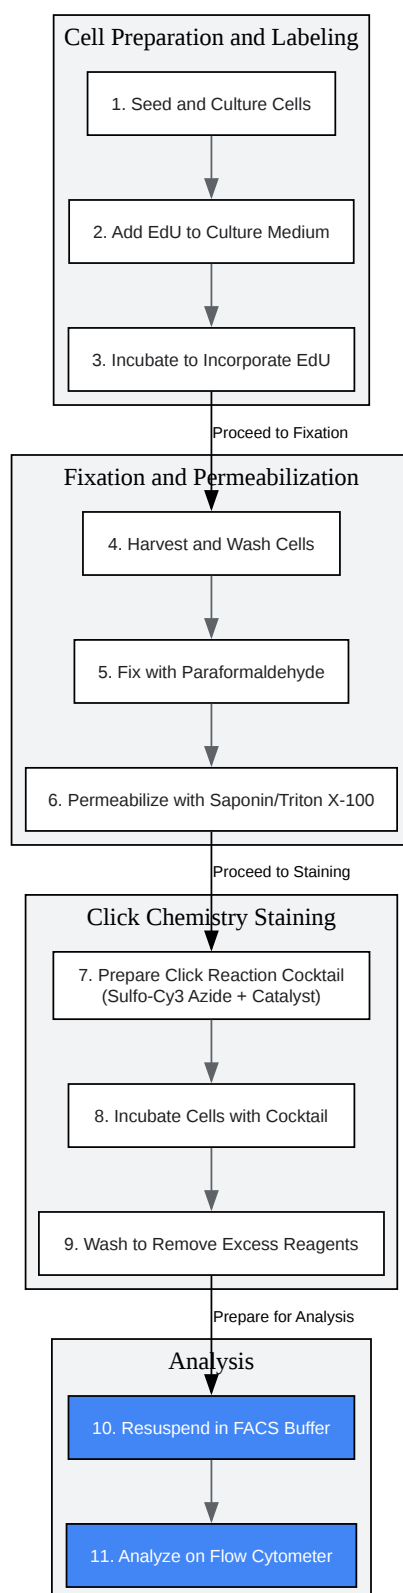 Cell Preparation and Labeling
1. Seed and Culture Cells
2. Add EdU to Culture Medium
3. Incubate to Incorporate EdU
Proceed to Fixation
Fixation and Permeabilization
4. Harvest and Wash Cells
5. Fix with Paraformaldehyde
6. Permeabilize with Saponin/Triton X-100
Proceed to Staining
Click Chemistry Staining
7. Prepare Click Reaction Cocktail
(Sulfo-Cy3 Azide + Catalyst)
8. Incubate Cells with Cocktail
9. Wash to Remove Excess Reagents
Prepare for Analysis
Analysis
10. Resuspend in FACS Buffer
11. Analyze on Flow Cytometer